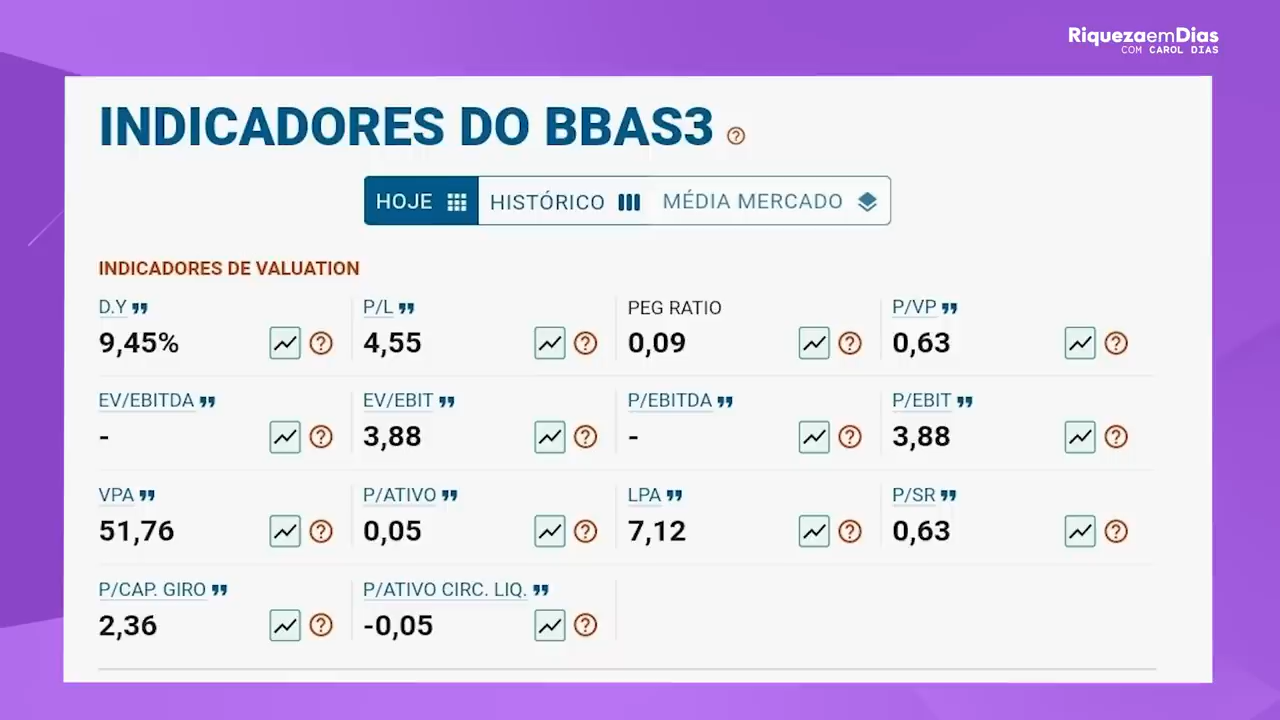 RiquezaemDias
COM CAROL DIAS
INDICADORES DO BBAS3
HOJE HISTÓRICO MÉDIA MERCADO
INDICADORES DE VALUATION
D.Y P/L PEG RATIO P/VP
9,45% 4,55 0,09 0,63
EV/EBITDA EV/EBIT P/EBITDA P/EBIT
- 3,88 - 3,88
VPA P/ATIVO LPA P/SR
51,76 0,05 7,12 0,63
P/CAP. GIRO P/ATIVO CIRC. LIQ.
2,36 -0,05